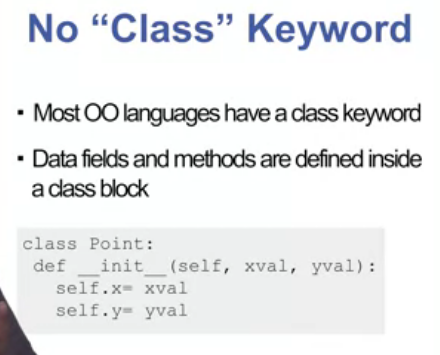 No “Class” Keyword
▪ Most OO languages have a class keyword
▪ Data fields and methods are defined inside
a class block
class Point:
def __init__(self, xval, yval):
self.x= xval
self.y= yval